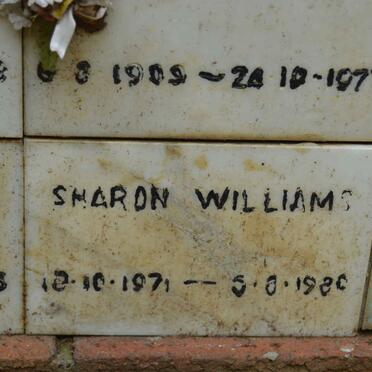 6 8 1909 – 24 10-197
SHARON WILLIAMS
12-10-1971 — 5-8-1980